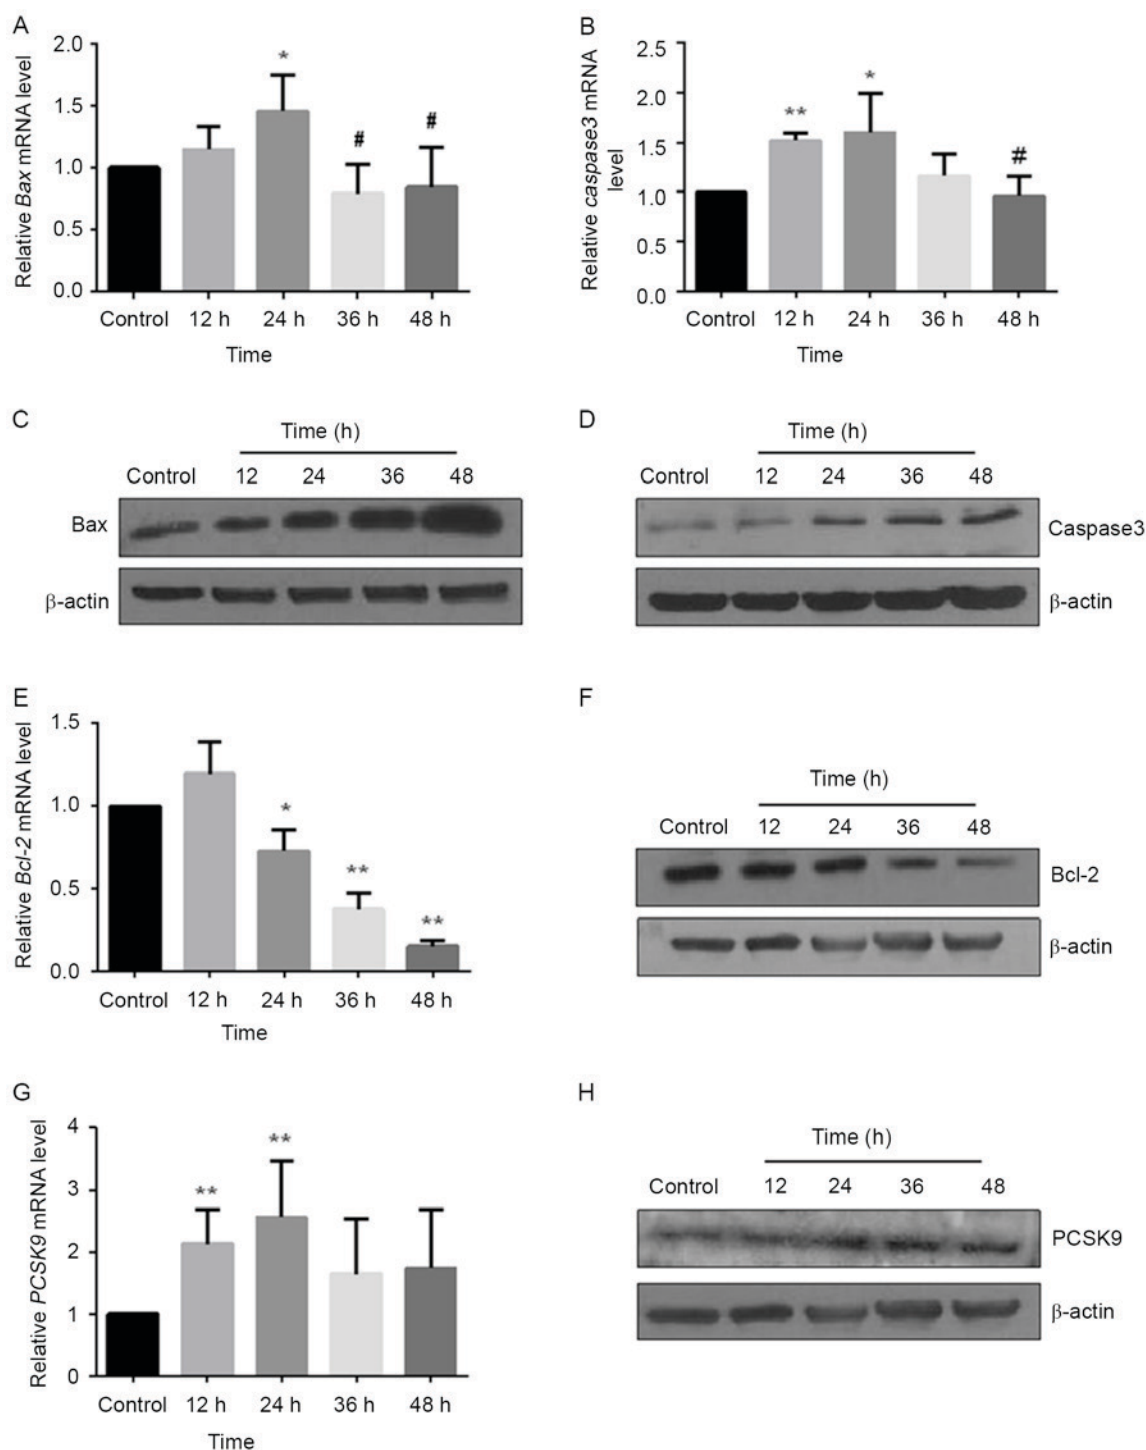 A
Relative Bax mRNA level
2.0
1.5
1.0
0.5
0.0
*
#
#
Control 12 h 24 h 36 h 48 h
Time
B
Relative caspase3 mRNA
level
2.5
2.0
1.5
1.0
0.5
0.0
**
*
#
Control 12 h 24 h 36 h 48 h
Time
C
Time (h)
Control 12 24 36 48
Bax
β-actin
D
Time (h)
Control 12 24 36 48
Caspase3
β-actin
E
Relative Bcl-2 mRNA level
1.5
1.0
0.5
0.0
*
**
**
Control 12 h 24 h 36 h 48 h
Time
F
Time (h)
Control 12 24 36 48
Bcl-2
β-actin
G
Relative PCSK9 mRNA level
4
3
2
1
0
**
**
Control 12 h 24 h 36 h 48 h
Time
H
Time (h)
Control 12 24 36 48
PCSK9
β-actin